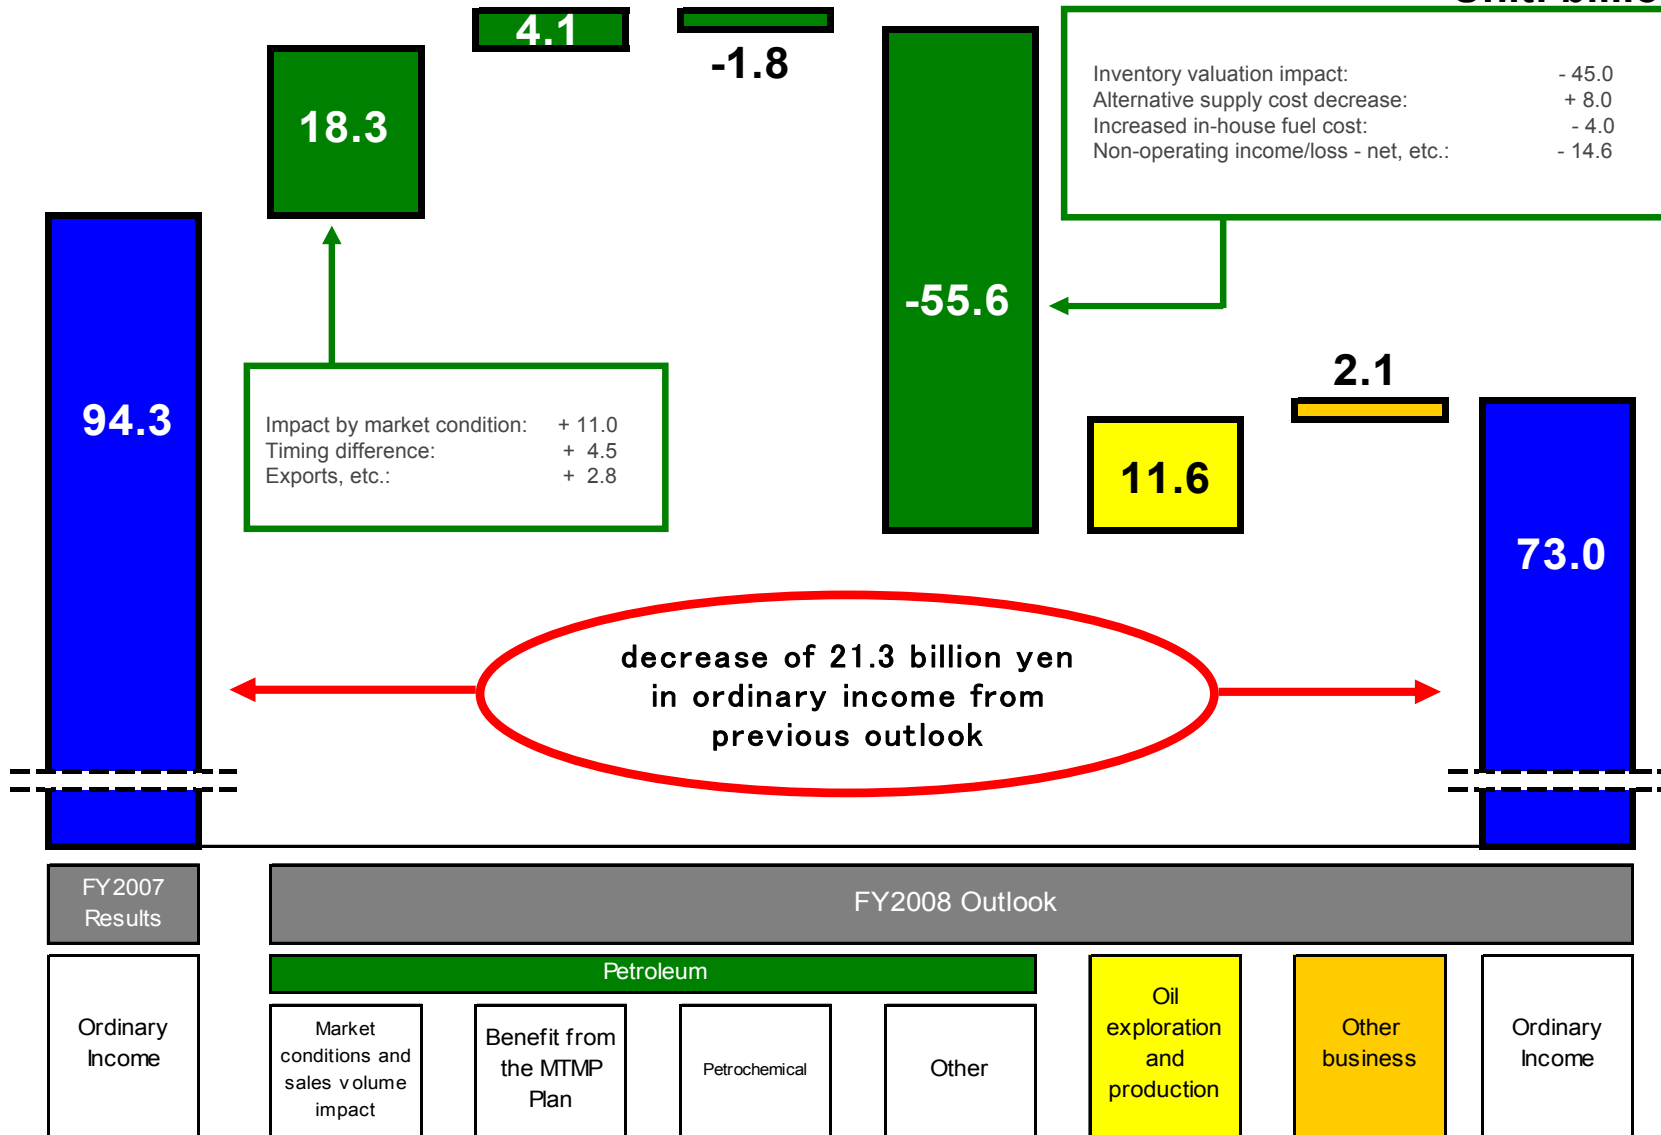 4.1
-1.8
18.3
Inventory valuation impact: - 45.0
Alternative supply cost decrease: + 8.0
Increased in-house fuel cost: - 4.0
Non-operating income/loss - net, etc.: - 14.6
-55.6
94.3
Impact by market condition: + 11.0
Timing difference: + 4.5
Exports, etc.: + 2.8
2.1
11.6
73.0
decrease of 21.3 billion yen
in ordinary income from
previous outlook
FY2007
Results
FY2008 Outlook
Petroleum
Ordinary
Income
Market
conditions and
sales volume
impact
Benefit from
the MTMP
Plan
Petrochemical
Other
Oil
exploration
and
production
Other
business
Ordinary
Income